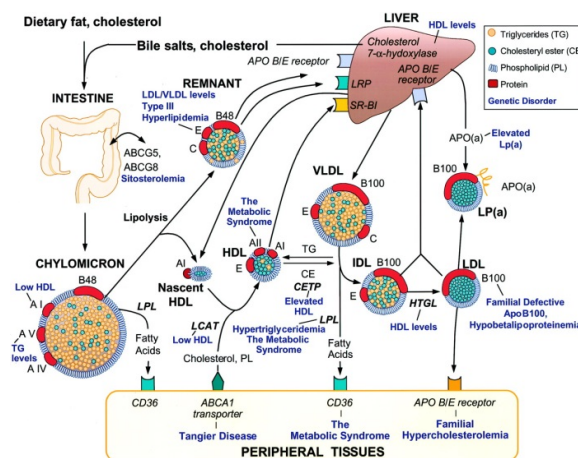 Dietary fat, cholesterol
Bile salts, cholesterol
LIVER
HDL levels
Cholesterol
7-α-hydoxylase
APO B/E receptor
APO B/E
receptor
LRP
SR-BI
Triglycerides (TG)
Cholesteryl ester (CE)
Phospholipid (PL)
Protein
Genetic Disorder
INTESTINE
REMNANT
LDL/VLDL levels
Type III
Hyperlipidemia
B48
E
C
ABCG5,
ABCG8
Sitosterolemia
APO(a)
Elevated
Lp(a)
VLDL
B100
E
C
B100
APO(a)
LP(a)
Lipolysis
The
Metabolic
Syndrome
HDL
AII
AI
E
AI
Nascent
HDL
TG
CE
CETP
Elevated
HDL
IDL
B100
E
LDL
B100
HTGL
HDL levels
Familial Defective
ApoB100,
Hypobetalipoproteinemia
CHYLOMICRON
B48
Low HDL
A I
A V
TG
levels
A IV
LPL
Fatty
Acids
LCAT
Low HDL
Cholesterol, PL
LPL
Hypertriglyceridemia
The Metabolic
Syndrome
Fatty
Acids
CD36
ABCA1
transporter
Tangier Disease
CD36
The
Metabolic Syndrome
APO B/E receptor
Familial
Hypercholesterolemia
PERIPHERAL TISSUES